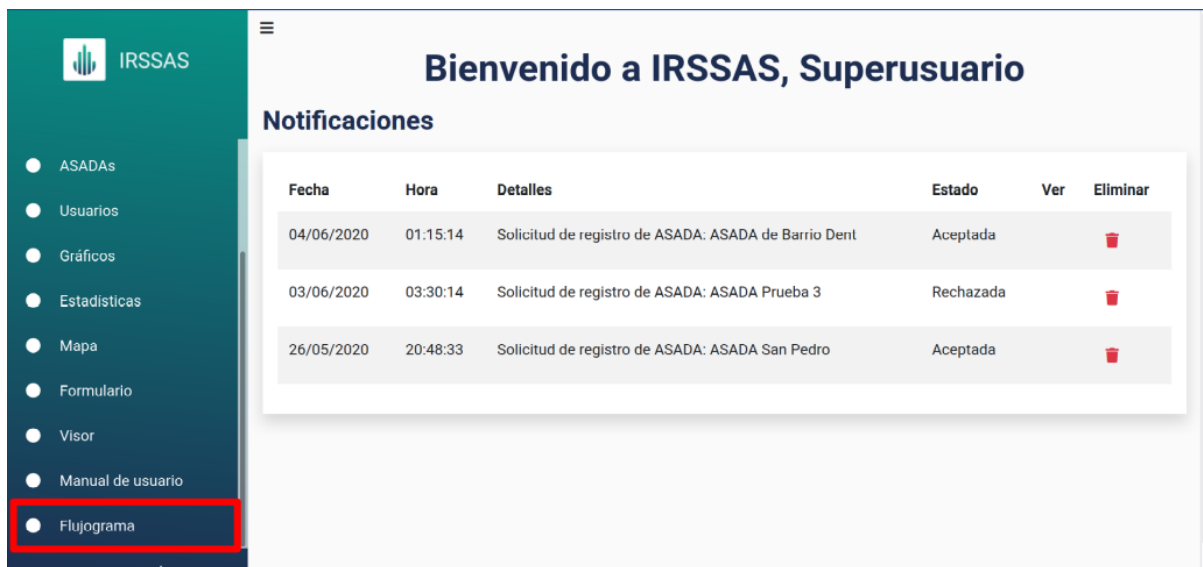 IRSSAS
ASADAs
Usuarios
Gráficos
Estadísticas
Mapa
Formulario
Visor
Manual de usuario
Flujograma
Bienvenido a IRSSAS, Superusuario
Notificaciones
Fecha Hora Detalles Estado Ver Eliminar
04/06/2020 01:15:14 Solicitud de registro de ASADA: ASADA de Barrio Dent Aceptada
03/06/2020 03:30:14 Solicitud de registro de ASADA: ASADA Prueba 3 Rechazada
26/05/2020 20:48:33 Solicitud de registro de ASADA: ASADA San Pedro Aceptada